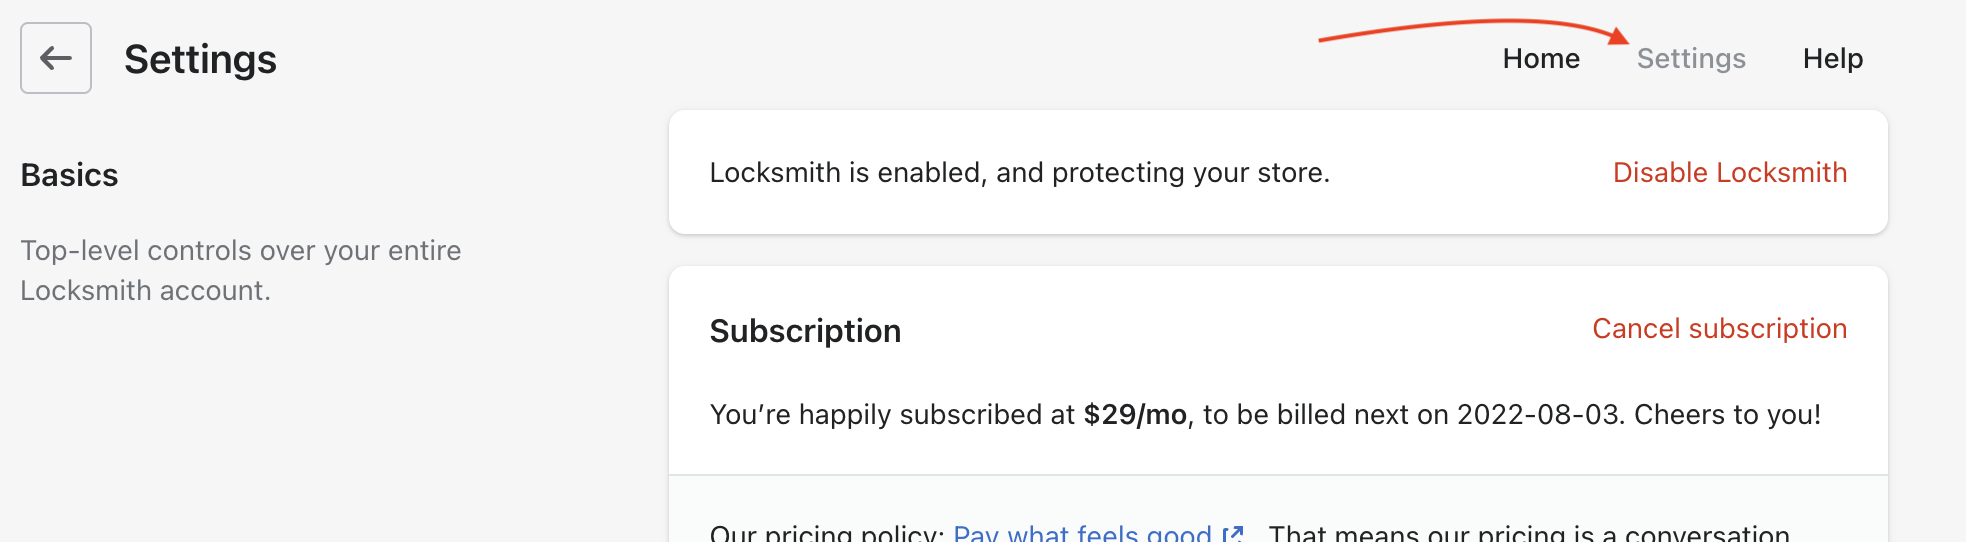 Settings
Home
Settings
Help
Basics
Top-level controls over your entire
Locksmith account.
Locksmith is enabled, and protecting your store.
Disable Locksmith
Subscription
Cancel subscription
You’re happily subscribed at $29/mo, to be billed next on 2022-08-03. Cheers to you!
Our pricing policy: Pay what feels good . That means our pricing is a conversation